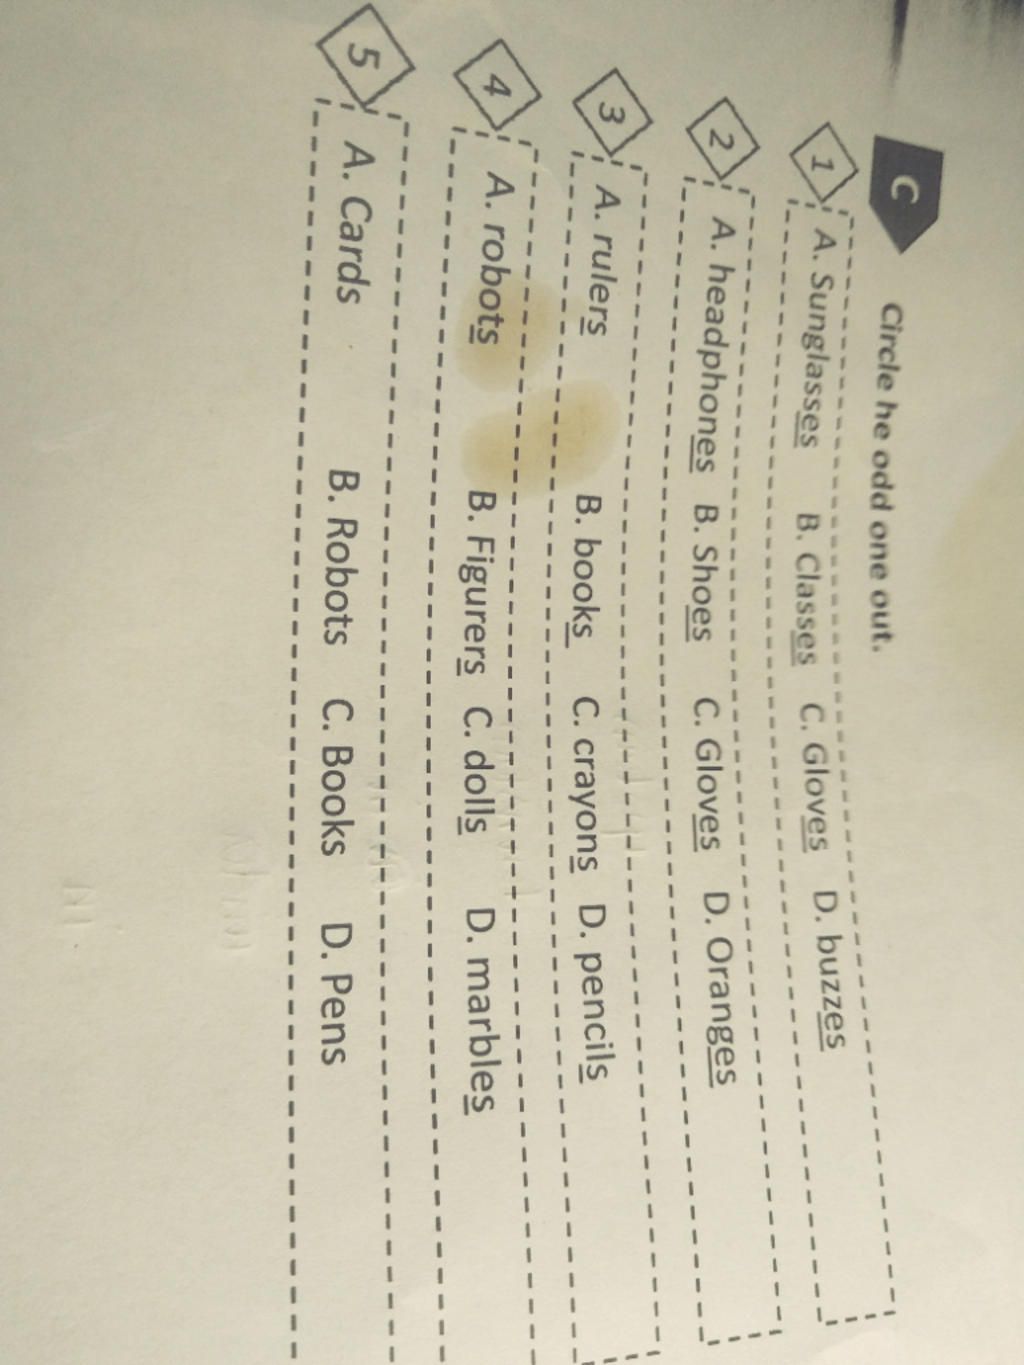 C Circle he odd one out.
1 A. Sunglasses B. Classes C. Gloves D. buzzes
2 A. headphones B. Shoes C. Gloves D. Oranges
3 A. rulers B. books C. crayons D. pencils
4 A. robots B. Figurers C. dolls D. marbles
5 A. Cards B. Robots C. Books D. Pens